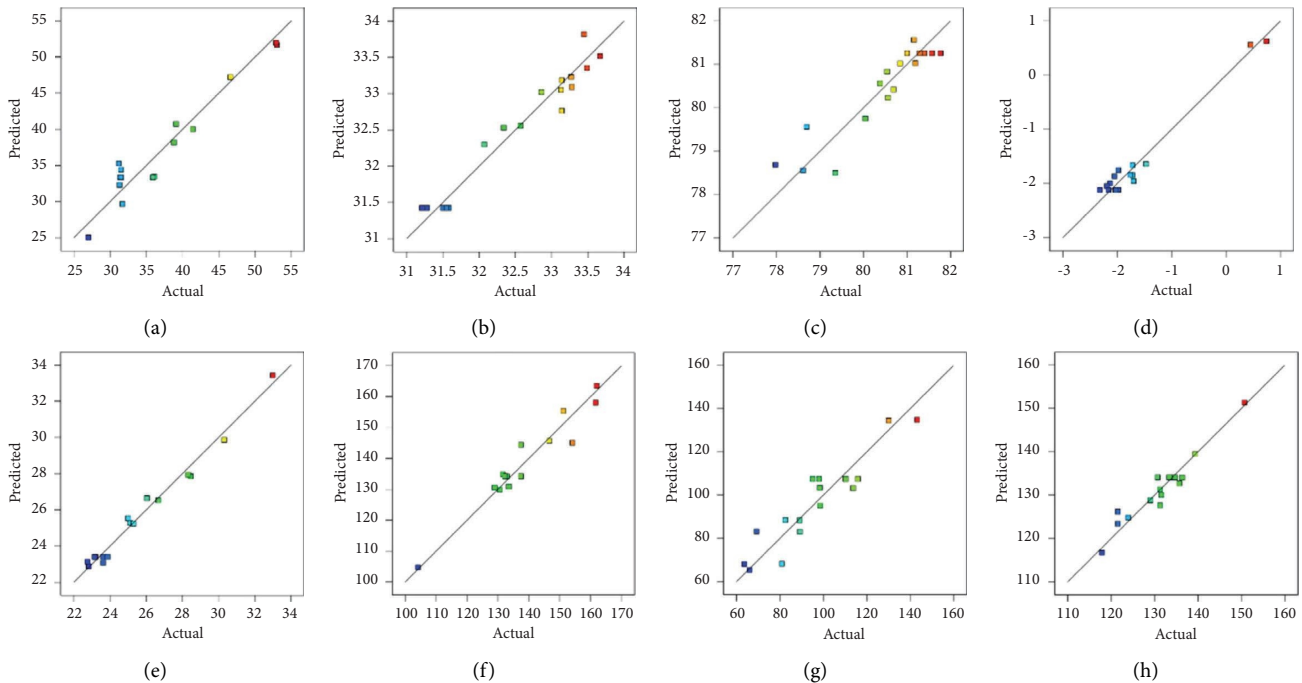 55
50
45
40
35
30
25
Predicted
25 30 35 40 45 50 55
Actual
(a)
34
33
32.5
32
31.5
31
Predicted
31 31.5 32 32.5 33 33.5 34
Actual
(b)
82
81
80
79
78
77
Predicted
77 78 79 80 81 82
Actual
(c)
1
0
-1
-2
-3
Predicted
-3 -2 -1 0 1
Actual
(d)
34
32
30
28
26
24
22
Predicted
22 24 26 28 30 32 34
Actual
(e)
170
160
150
140
130
120
110
100
Predicted
100 110 120 130 140 150 160 170
Actual
(f)
160
140
120
100
80
60
Predicted
60 80 100 120 140 160
Actual
(g)
160
150
140
130
120
110
Predicted
110 120 130 140 150 160
Actual
(h)